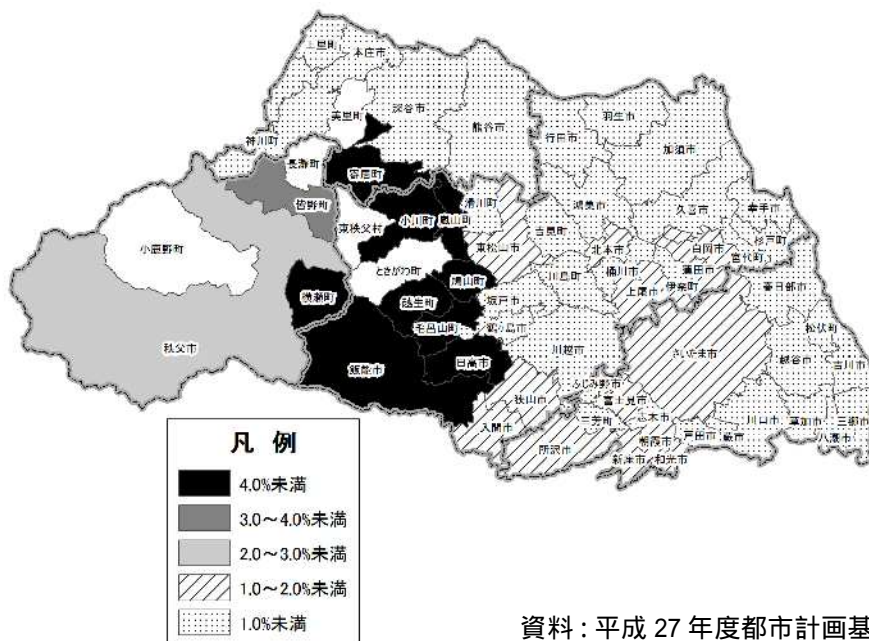 上里町
本庄市
美里町
深谷市
熊谷市
神川町
長瀞町
寄居町
行田市
羽生市
加須市
皆野町
小鹿野町
東秩父村
小川町
嵐山町
滑川町
鴻巣市
久喜市
幸手市
東松山市
吉見町
北本市
白岡市
杉戸町
宮代町
ときがわ町
横瀬町
鳩山町
川島町
桶川市
蓮田市
上尾市
伊奈町
春日部市
越生町
坂戸市
毛呂山町
鶴ヶ島市
秩父市
飯能市
日高市
川越市
さいたま市
松伏町
越谷市
吉川市
狭山市
ふじみ野市
富士見市
入間市
三芳町
志木市
所沢市
朝霞市
新座市
和光市
戸田市
蕨市
川口市
草加市
八潮市
三郷市
凡 例
4.0%未満
3.0～4.0%未満
2.0～3.0%未満
1.0～2.0%未満
1.0%未満
資料 : 平成 27 年度都市計画基